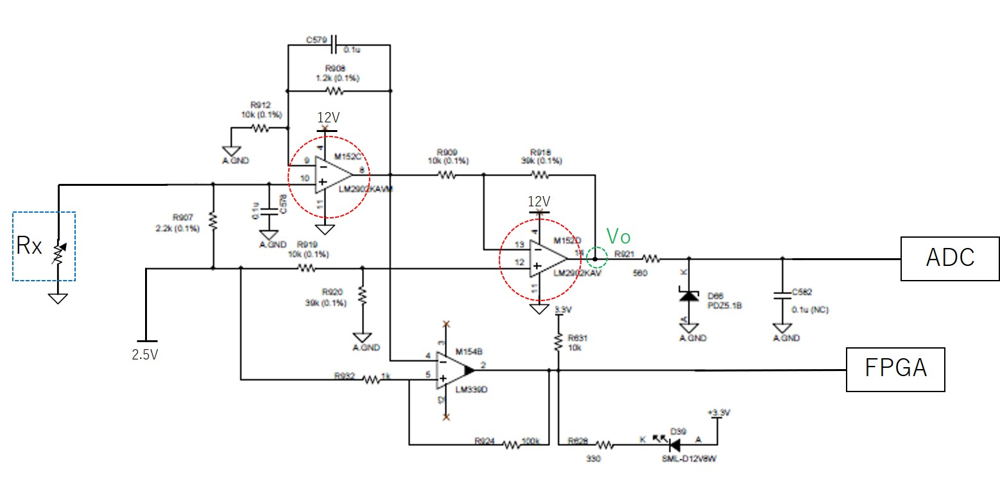 C579
0.1u
R908
1.2k (0.1%)
R912
10k (0.1%)
A.GND
12V
4
M152C
9
8
10
LM2902KAVM
11
R909
10k (0.1%)
R918
39k (0.1%)
12V
4
M152D
13
14
12
LM2902KAV
11
Vo
R921
560
ADC
Rx
R907
2.2k (0.1%)
0.1u
C578
A.GND
R919
10k (0.1%)
R920
39k (0.1%)
A.GND
2.5V
K
D66
PDZ5.1B
A
A.GND
C582
0.1u (NC)
A.GND
3.3V
R631
10k
3
M154B
4
2
5
LM339D
12
R932
1k
FPGA
R924
100k
R628
330
K
D39
A
+3.3V
SML-D12V8W